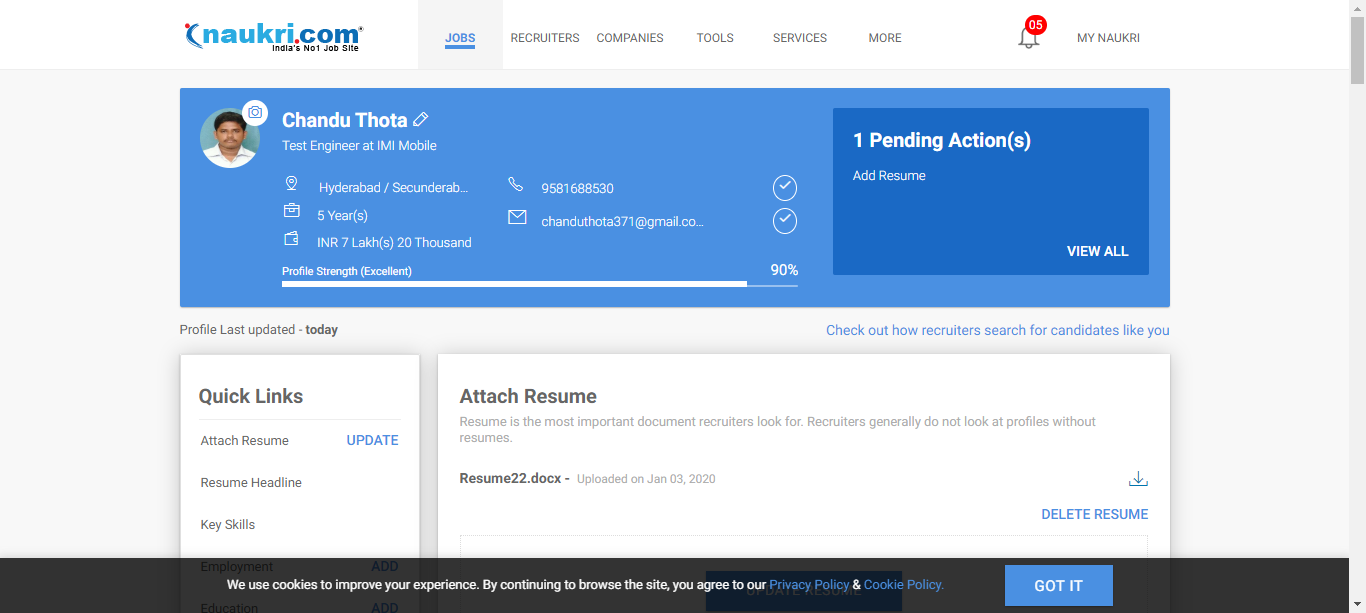 naukri.com
India's No1 Job Site
JOBS
RECRUITERS
COMPANIES
TOOLS
SERVICES
MORE
05
MY NAUKRI
Chandu Thota
Test Engineer at IMI Mobile
Hyderabad / Secunderab...
9581688530
5 Year(s)
chanduthota371@gmail.co...
INR 7 Lakh(s) 20 Thousand
Profile Strength (Excellent)
90%
1 Pending Action(s)
Add Resume
VIEW ALL
Profile Last updated - today
Check out how recruiters search for candidates like you
Quick Links
Attach Resume
UPDATE
Resume Headline
Key Skills
Employment
ADD
Education
ADD
Attach Resume
Resume is the most important document recruiters look for. Recruiters generally do not look at profiles without
resumes.
Resume22.docx - Uploaded on Jan 03, 2020
DELETE RESUME
UPDATE RESUME
We use cookies to improve your experience. By continuing to browse the site, you agree to our Privacy Policy & Cookie Policy.
GOT IT